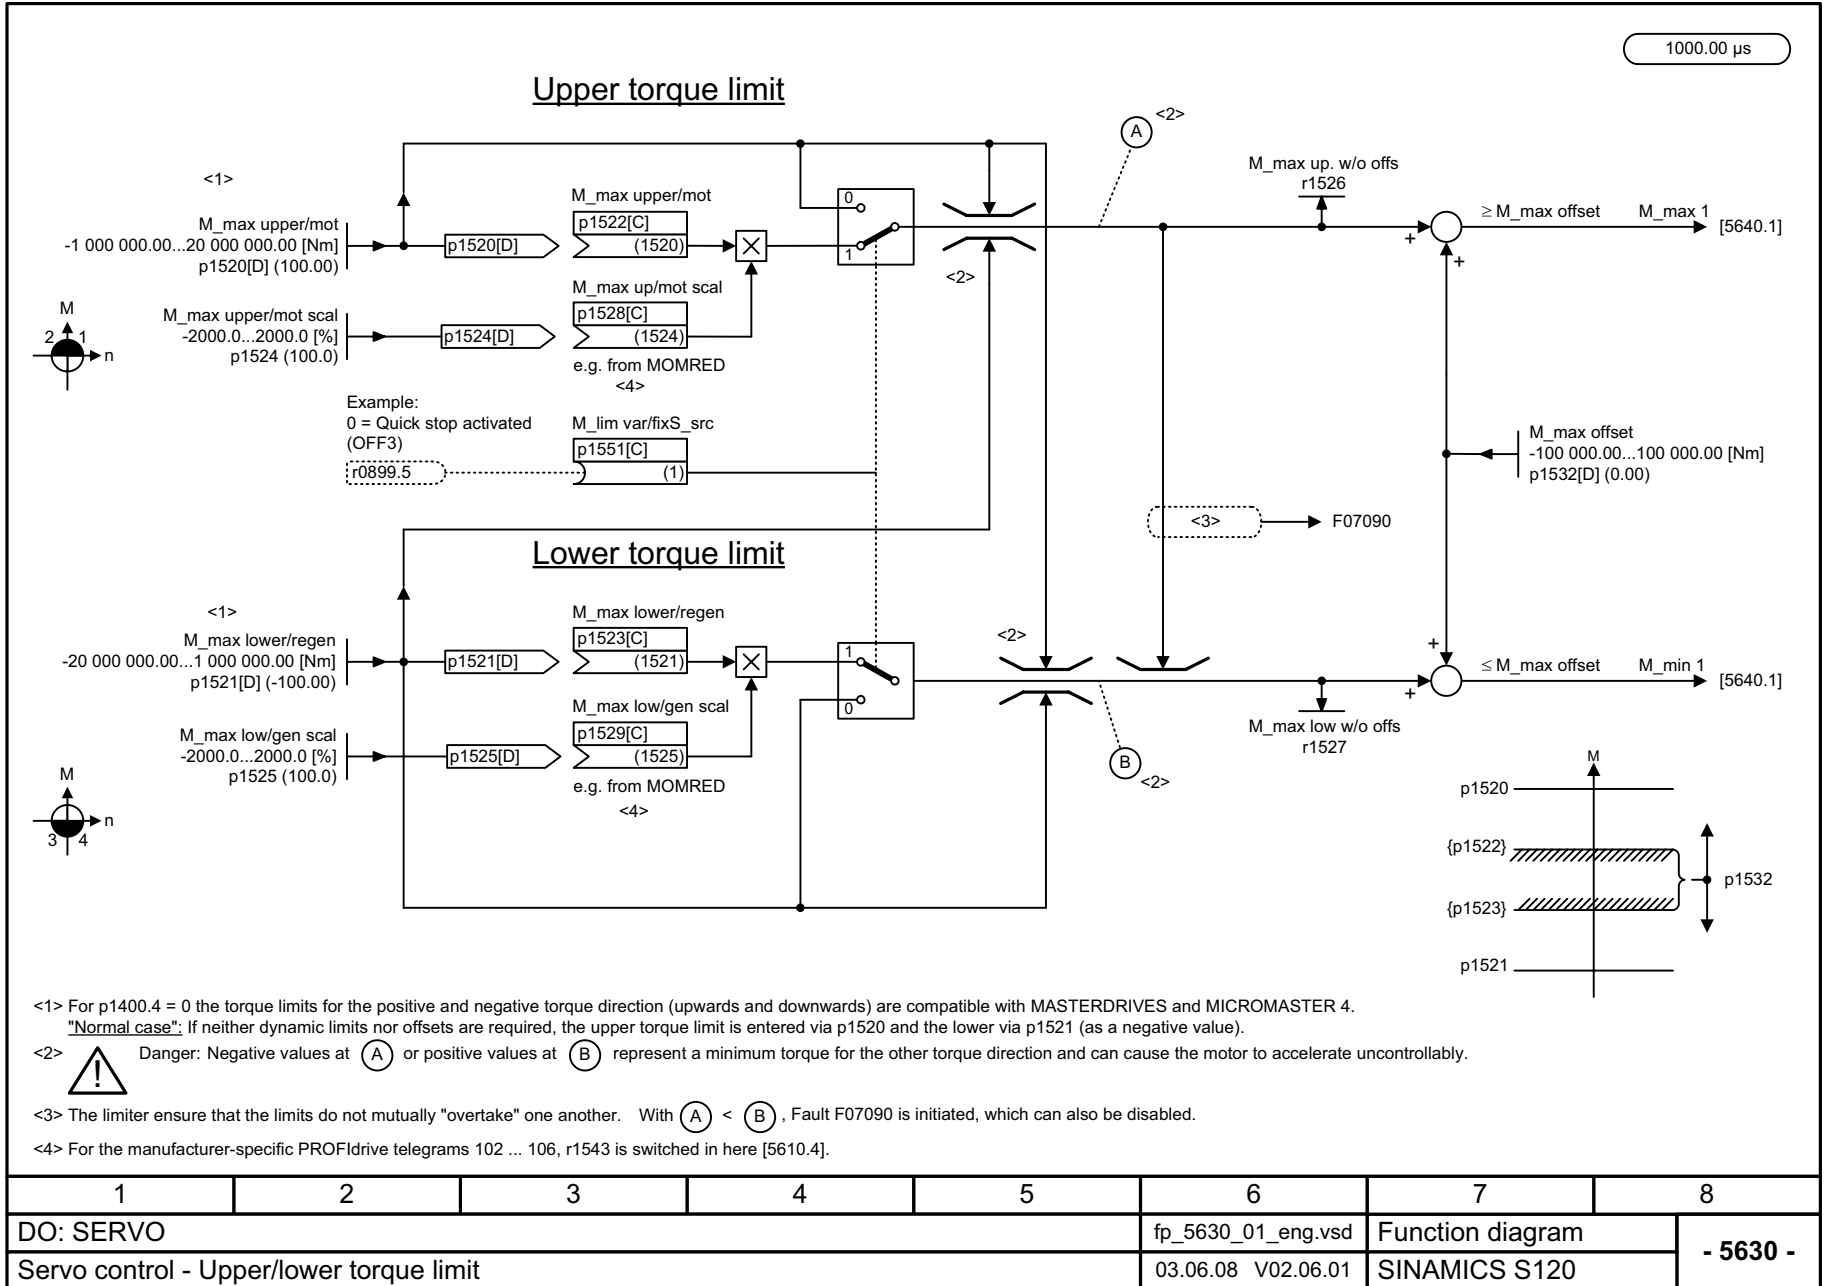 1000.00 µs
Upper torque limit
<1>
M_max upper/mot
-1 000 000.00...20 000 000.00 [Nm]
p1520[D] (100.00)
p1520[D]
M_max upper/mot
p1522[C]
(1520)
0
1
<2>
A
<2>
M_max up. w/o offs
r1526
+
+
≥ M_max offset
M_max 1
[5640.1]
M
2 1
n
M_max upper/mot scal
-2000.0...2000.0 [%]
p1524 (100.0)
p1524[D]
M_max up/mot scal
p1528[C]
(1524)
e.g. from MOMRED
<4>
Example:
0 = Quick stop activated
(OFF3)
r0899.5
M_lim var/fixS_src
p1551[C]
(1)
M_max offset
-100 000.00...100 000.00 [Nm]
p1532[D] (0.00)
<3>
F07090
Lower torque limit
<1>
M_max lower/regen
-20 000 000.00...1 000 000.00 [Nm]
p1521[D] (-100.00)
p1521[D]
M_max lower/regen
p1523[C]
(1521)
1
0
<2>
B
<2>
M_max low w/o offs
r1527
+
+
≤ M_max offset
M_min 1
[5640.1]
M_max low/gen scal
-2000.0...2000.0 [%]
p1525 (100.0)
p1525[D]
M_max low/gen scal
p1529[C]
(1525)
e.g. from MOMRED
<4>
M
n
3 4
M
p1520
{p1522}
p1532
{p1523}
p1521
<1> For p1400.4 = 0 the torque limits for the positive and negative torque direction (upwards and downwards) are compatible with MASTERDRIVES and MICROMASTER 4.
"Normal case": If neither dynamic limits nor offsets are required, the upper torque limit is entered via p1520 and the lower via p1521 (as a negative value).
<2> ! Danger: Negative values at A or positive values at B represent a minimum torque for the other torque direction and can cause the motor to accelerate uncontrollably.
<3> The limiter ensure that the limits do not mutually "overtake" one another. With A < B , Fault F07090 is initiated, which can also be disabled.
<4> For the manufacturer-specific PROFIdrive telegrams 102 ... 106, r1543 is switched in here [5610.4].
1 2 3 4 5 6 7 8
DO: SERVO
fp_5630_01_eng.vsd
Function diagram
- 5630 -
Servo control - Upper/lower torque limit
03.06.08 V02.06.01
SINAMICS S120